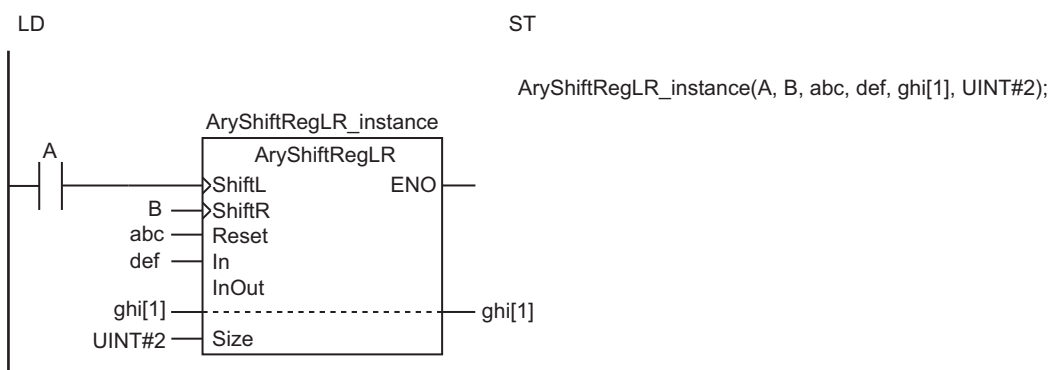 LD
ST
AryShiftRegLR_instance(A, B, abc, def, ghi[1], UINT#2);
AryShiftRegLR_instance
A
AryShiftRegLR
ShiftL
ENO
B
ShiftR
abc
Reset
def
In
InOut
ghi[1]
ghi[1]
UINT#2
Size